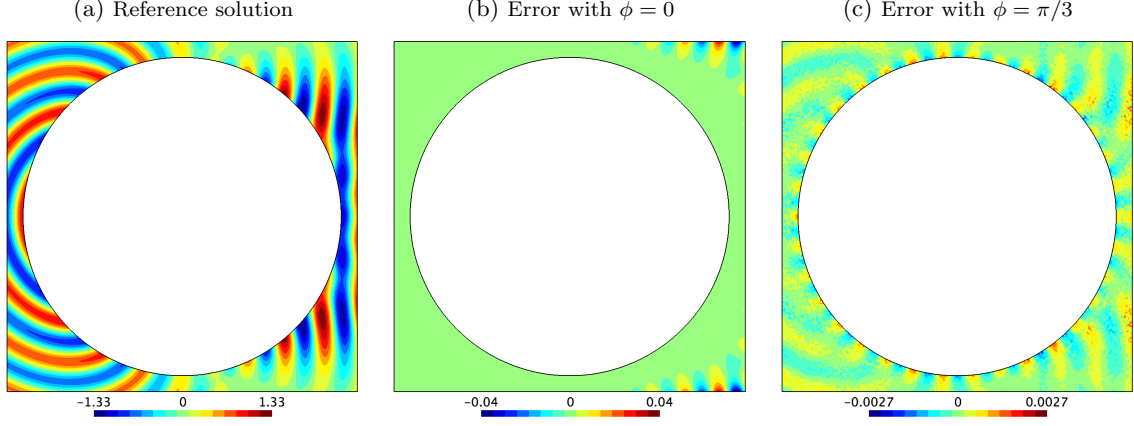 (a) Reference solution
(b) Error with ϕ = 0
(c) Error with ϕ = π/3
−1.33 0 1.33
−0.04 0 0.04
−0.0027 0 0.0027